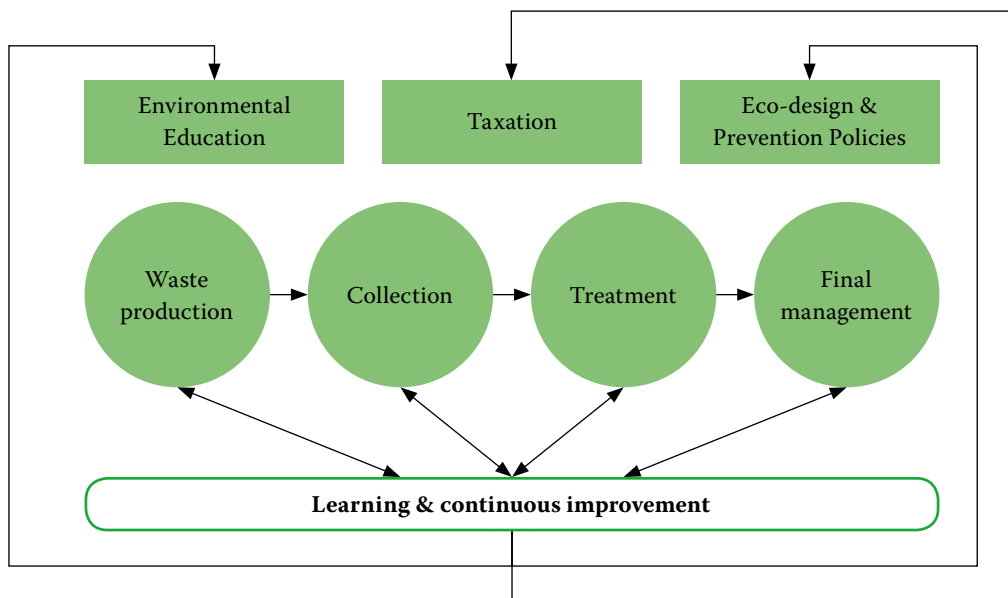 Environmental
Education
Taxation
Eco-design &
Prevention Policies
Waste
production
Collection
Treatment
Final
management
Learning & continuous improvement